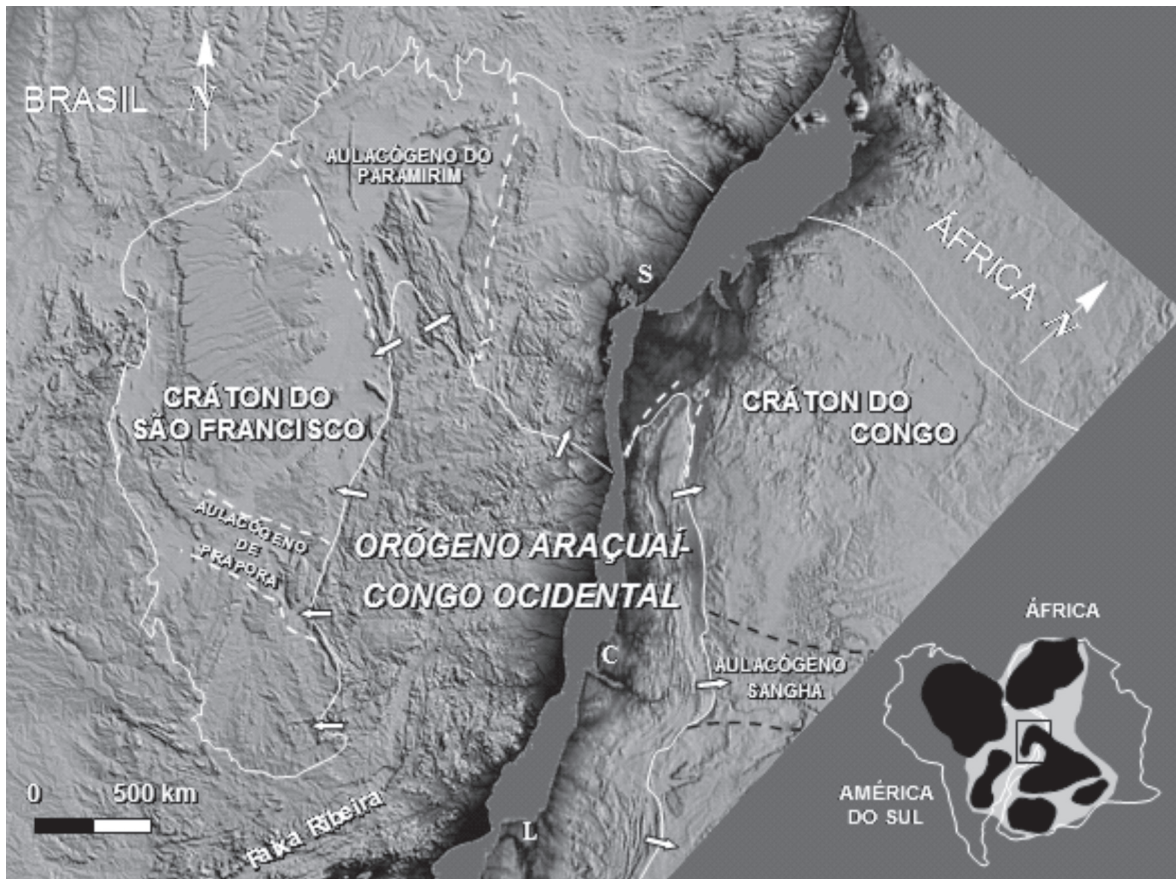 BRASIL
N
AULACÓGENO DO
PARAMIRIM
ÁFRICA
N
S
CRÁTON DO
SÃO FRANCISCO
CRÁTON DO
CONGO
AULACÓGENO
DE
PIRAPORA
ORÓGENO ARAÇUAÍ-
CONGO OCIDENTAL
C
AULACÓGENO
SANGHA
ÁFRICA
AMÉRICA
DO SUL
0 500 km
Faixa Ribeira
L